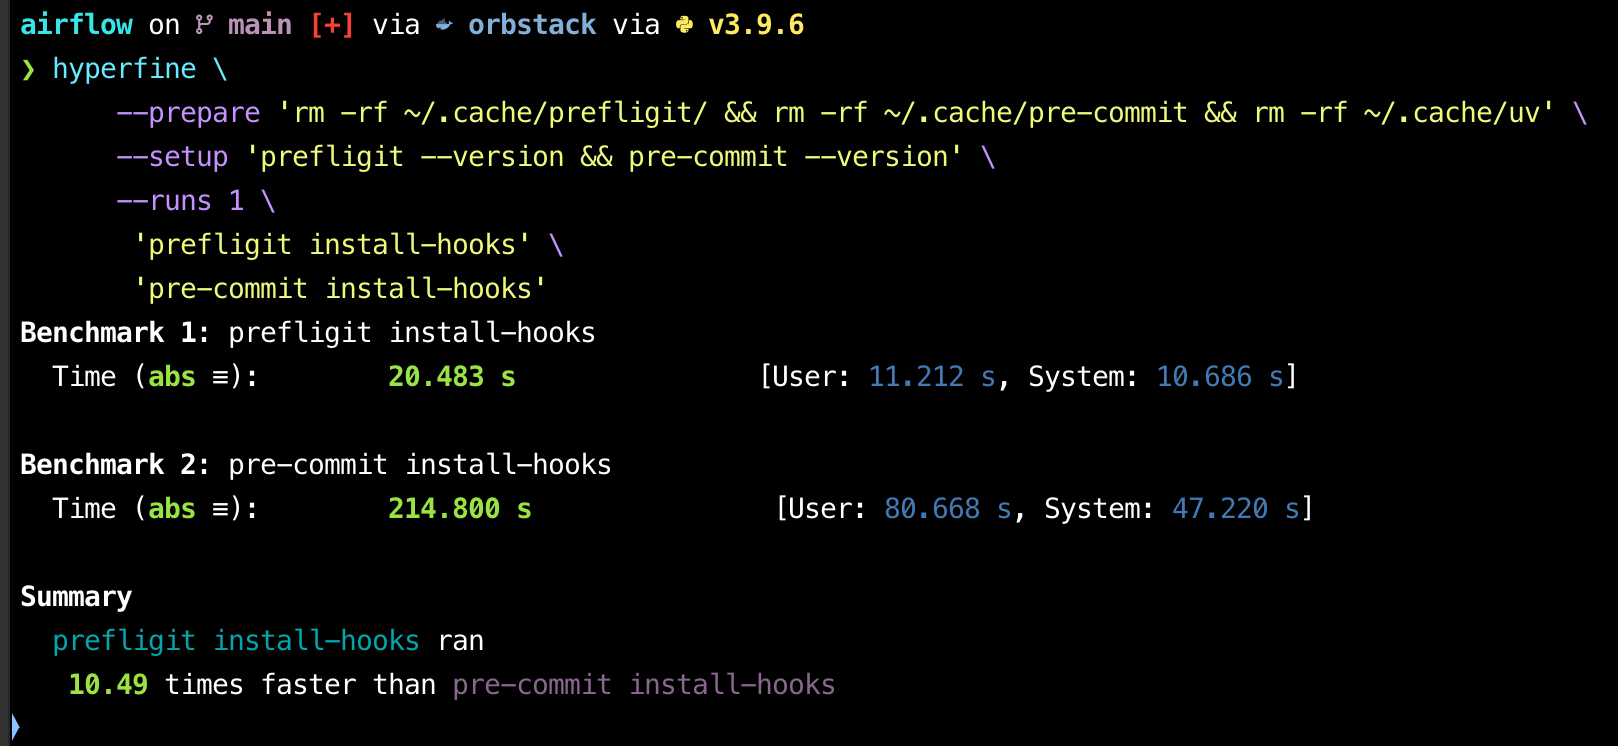 airflow on main [+] via orbstack via v3.9.6
❯ hyperfine \
--prepare 'rm -rf ~/.cache/prefligit/ && rm -rf ~/.cache/pre-commit && rm -rf ~/.cache/uv' \
--setup 'prefligit --version && pre-commit --version' \
--runs 1 \
'prefligit install-hooks' \
'pre-commit install-hooks'
Benchmark 1: prefligit install-hooks
Time (abs ≡): 20.483 s [User: 11.212 s, System: 10.686 s]
Benchmark 2: pre-commit install-hooks
Time (abs ≡): 214.800 s [User: 80.668 s, System: 47.220 s]
Summary
prefligit install-hooks ran
10.49 times faster than pre-commit install-hooks